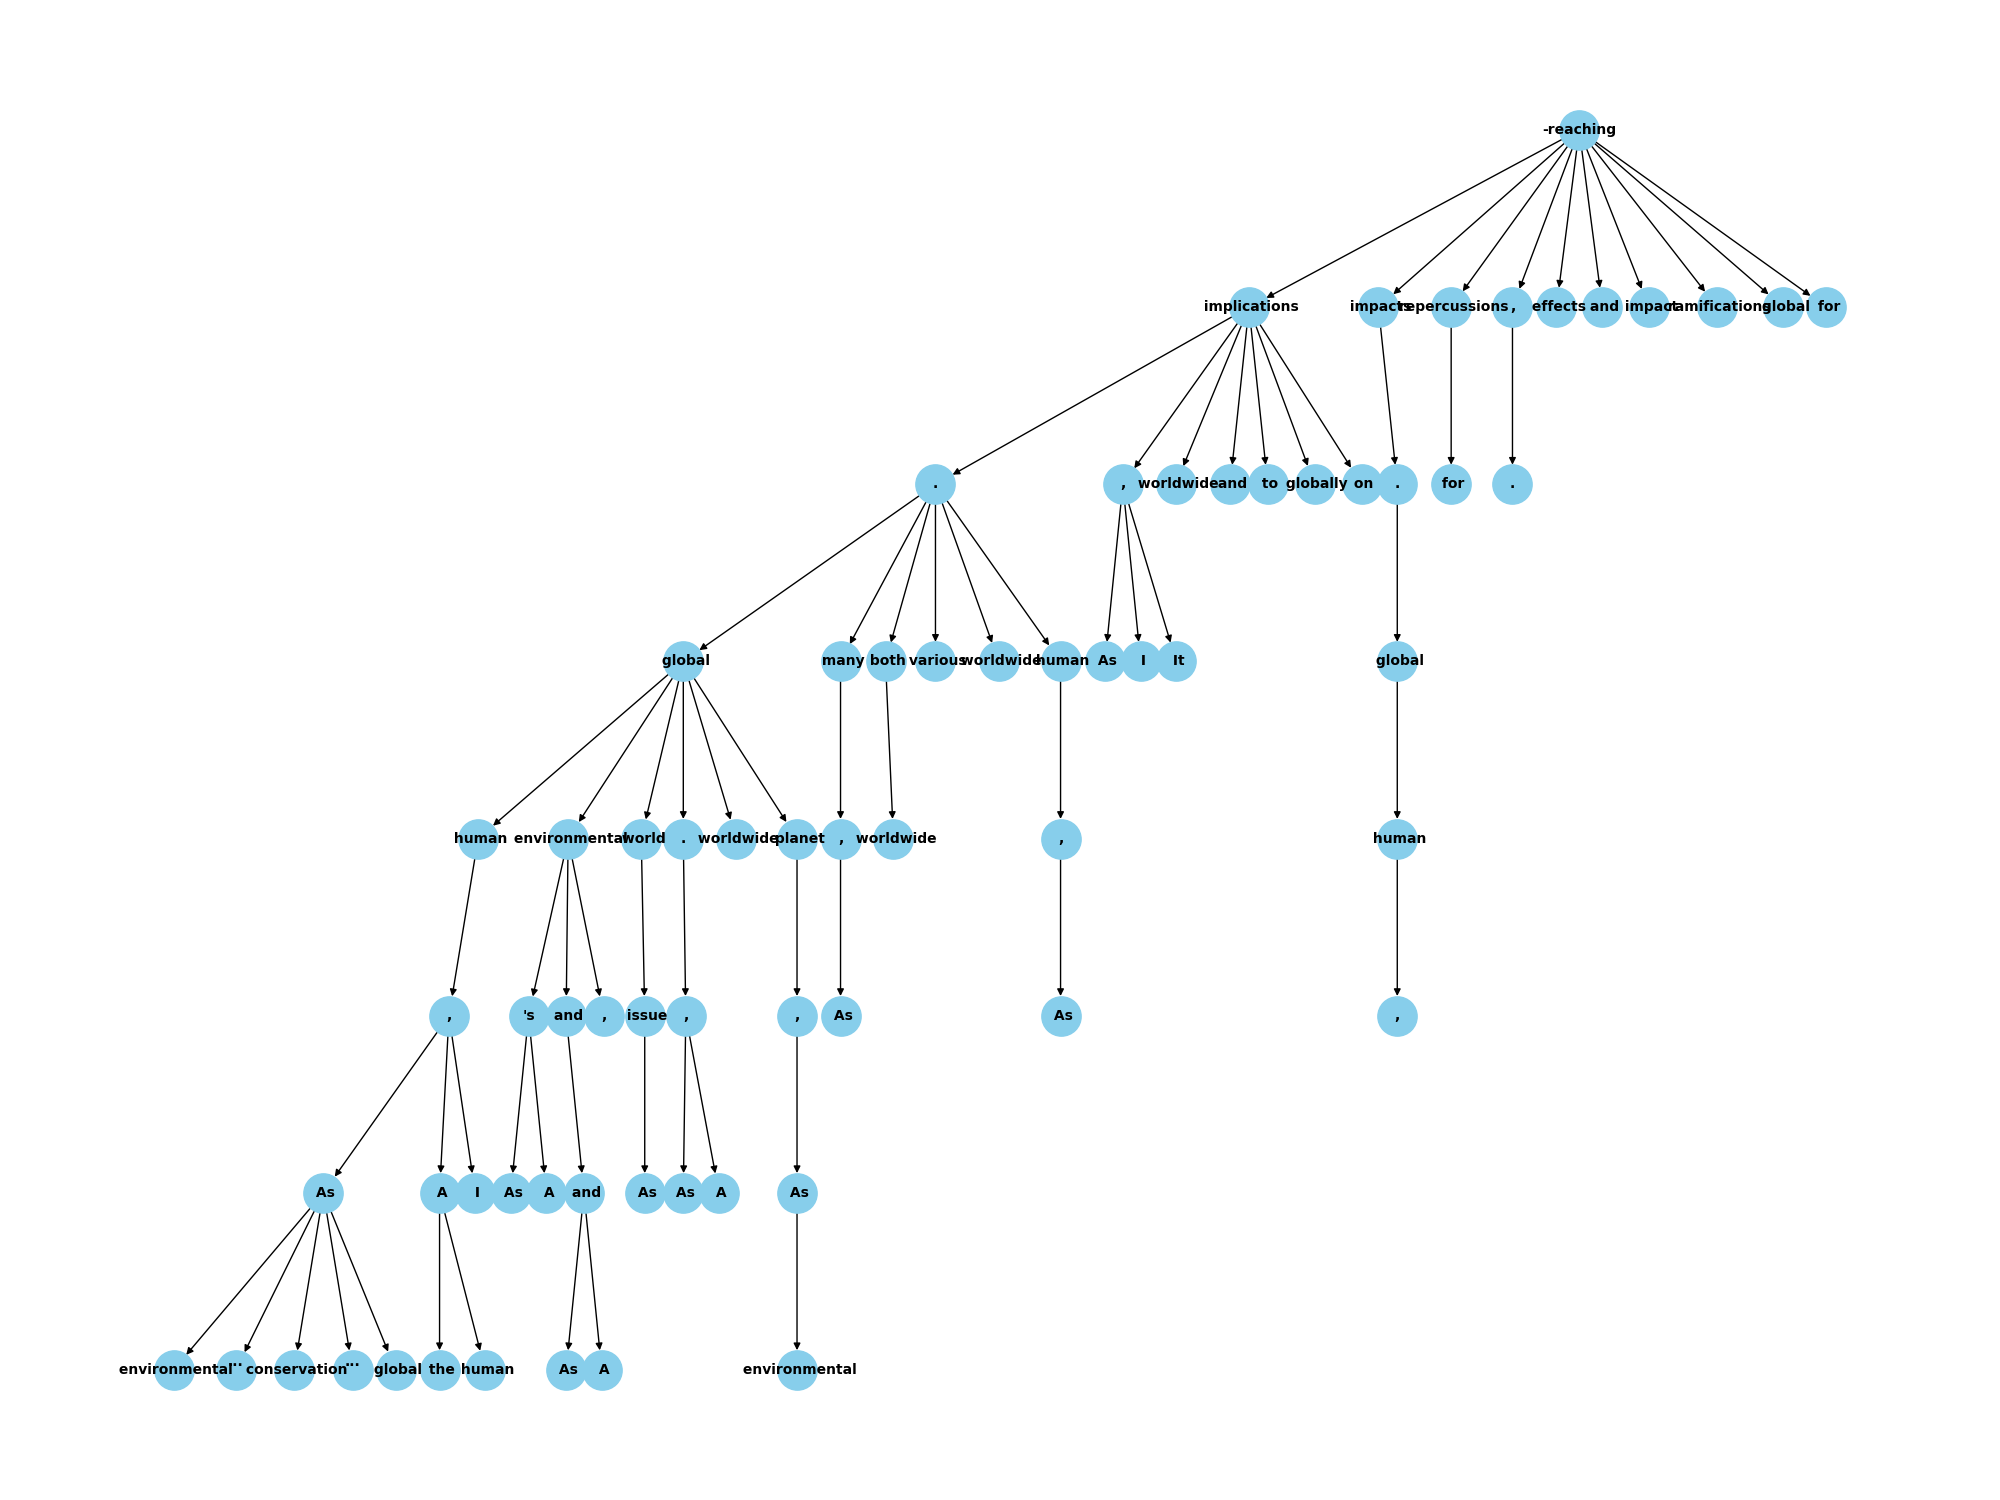 -reaching
implications impacts repercussions , effects and impact ramifications global for
. , worldwide and to globally on . for .
global many both various worldwide human As I It global
human environmental world . worldwide planet , worldwide , human
, 's and , issue , , As As ,
As A I As A and As As A As
environmental .. conservation ... global the human As A environmental